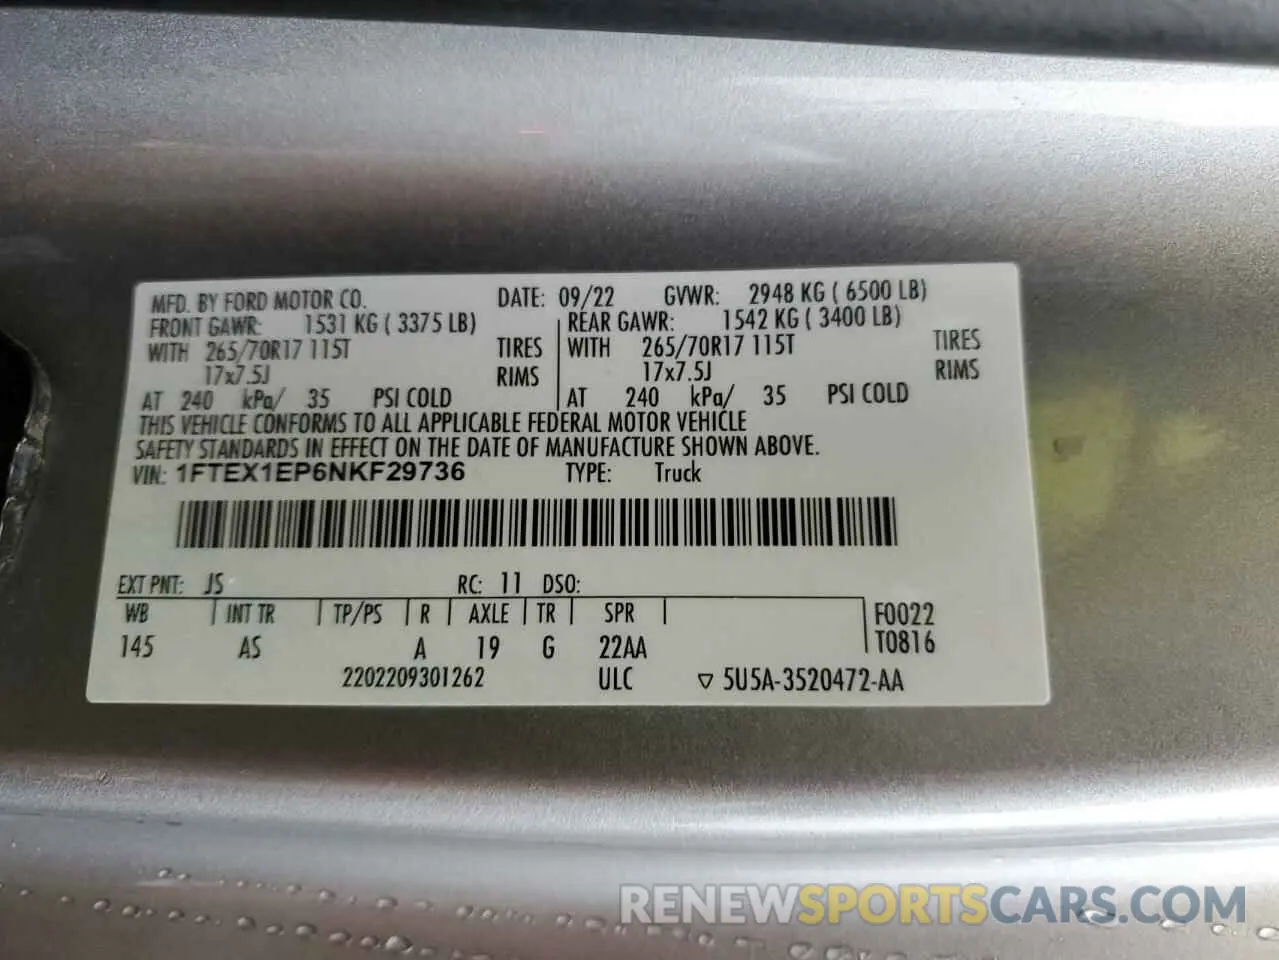 MFD. BY FORD MOTOR CO. DATE: 09/22 GVWR: 2948 KG ( 6500 LB)
FRONT GAWR: 1531 KG ( 3375 LB) REAR GAWR: 1542 KG ( 3400 LB)
WITH 265/70R17 115T TIRES WITH 265/70R17 115T TIRES
17x7.5J RIMS 17x7.5J RIMS
AT 240 kPa/ 35 PSI COLD AT 240 kPa/ 35 PSI COLD
THIS VEHICLE CONFORMS TO ALL APPLICABLE FEDERAL MOTOR VEHICLE
SAFETY STANDARDS IN EFFECT ON THE DATE OF MANUFACTURE SHOWN ABOVE.
VIN: 1FTEX1EP6NKF29736 TYPE: Truck
EXT PNT: JS RC: 11 DSO:
WB INT TR TP/PS R AXLE TR SPR F0022
145 AS A 19 G 22AA T0816
2202209301262 ULC ▽ 5U5A-3520472-AA
RENEWSPORTSCARS.COM